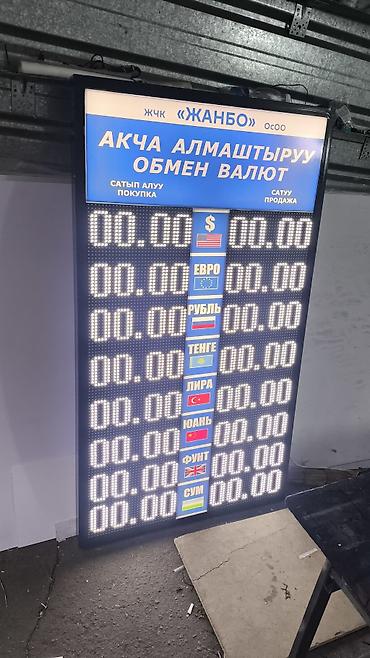 ЖЧК «ЖАНБО» ОсОО
АКЧА АЛМАШТЫРУУ
ОБМЕН ВАЛЮТ
САТЫП АЛУУ САТУУ
ПОКУПКА ПРОДАЖА
00.00 $ 00.00
00.00 ЕВРО 00.00
00.00 РУБЛЬ 00.00
00.00 ТЕНГЕ 00.00
00.00 ЛИРА 00.00
00.00 ЮАНЬ 00.00
00.00 ФУНТ 00.00
00.00 СУМ 00.00